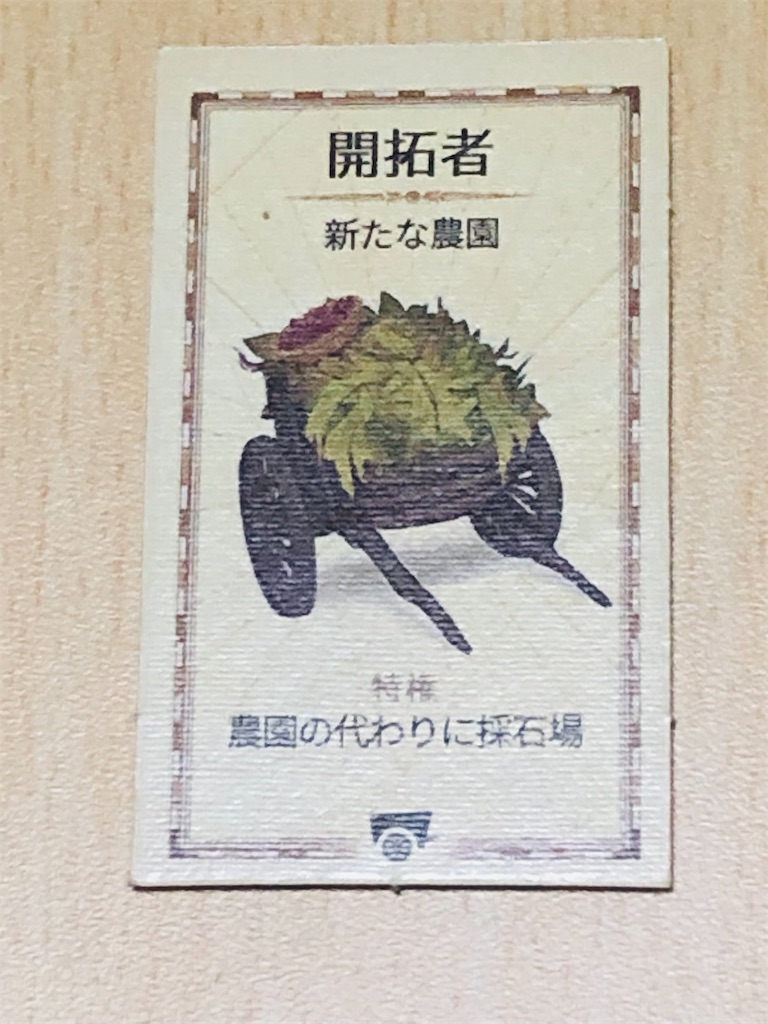 開拓者
新たな農園
特権
農園の代わりに採石場